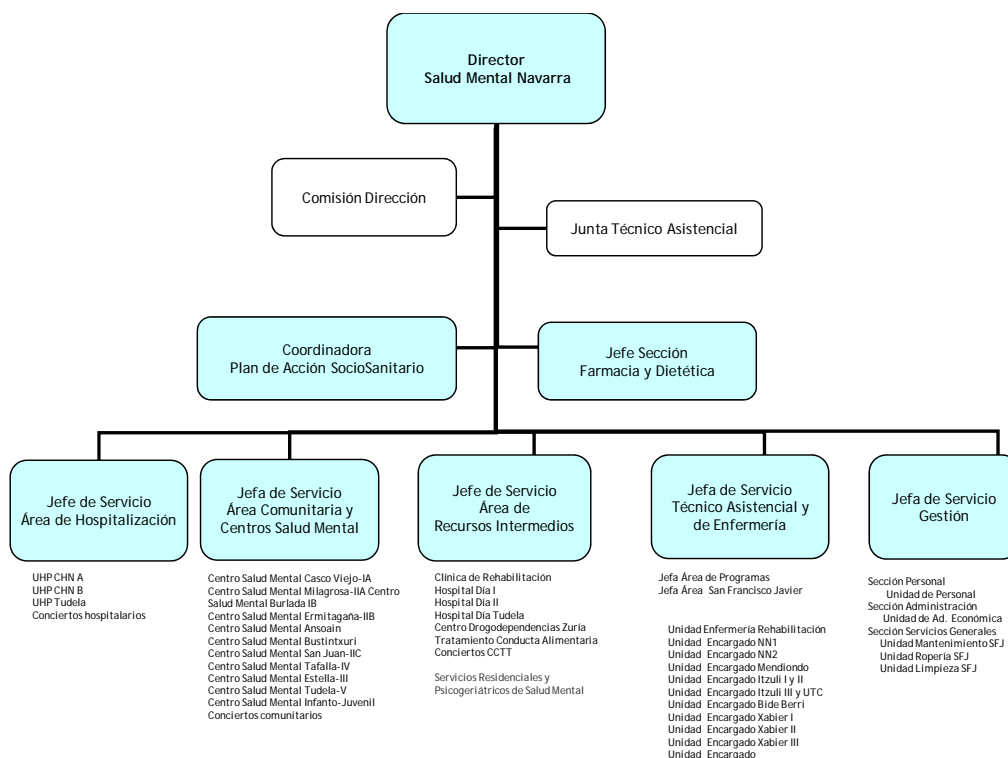 Director
Salud Mental Navarra
Comisión Dirección
Junta Técnico Asistencial
Coordinadora
Plan de Acción SocioSanitario
Jefe Sección
Farmacia y Dietética
Jefe de Servicio
Área de Hospitalización
UHP CHN A
UHP CHN B
UHP Tudela
Conciertos hospitalarios
Jefa de Servicio
Área Comunitaria y
Centros Salud Mental
Centro Salud Mental Casco Viejo-IA
Centro Salud Mental Milagrosa-IIA Centro
Salud Mental Burlada IB
Centro Salud Mental Ermitagaña-IIB
Centro Salud Mental Ansoain
Centro Salud Mental Bustintxuri
Centro Salud Mental San Juan-IIC
Centro Salud Mental Tafalla-IV
Centro Salud Mental Estella-III
Centro Salud Mental Tudela-V
Centro Salud Mental Infanto-Juvenil
Conciertos comunitarios
Jefe de Servicio
Área de
Recursos Intermedios
Clínica de Rehabilitación
Hospital Día I
Hospital Día II
Hospital Día Tudela
Centro Drogodependencias Zuría
Tratamiento Conducta Alimentaria
Conciertos CCTT
Servicios Residenciales y
Psicogeriátricos de Salud Mental
Jefa de Servicio
Técnico Asistencial y
de Enfermería
Jefa Área de Programas
Jefa Área San Francisco Javier
Unidad Enfermería Rehabilitación
Unidad Encargado NN1
Unidad Encargado NN2
Unidad Encargado Mendiondo
Unidad Encargado Itzuli I y II
Unidad Encargado Itzuli III y UTC
Unidad Encargado Bide Berri
Unidad Encargado Xabier I
Unidad Encargado Xabier II
Unidad Encargado Xabier III
Unidad Encargado
Jefa de Servicio
Gestión
Sección Personal
Unidad de Personal
Sección Administración
Unidad de Ad. Económica
Sección Servicios Generales
Unidad Mantenimiento SFJ
Unidad Ropería SFJ
Unidad Limpieza SFJ